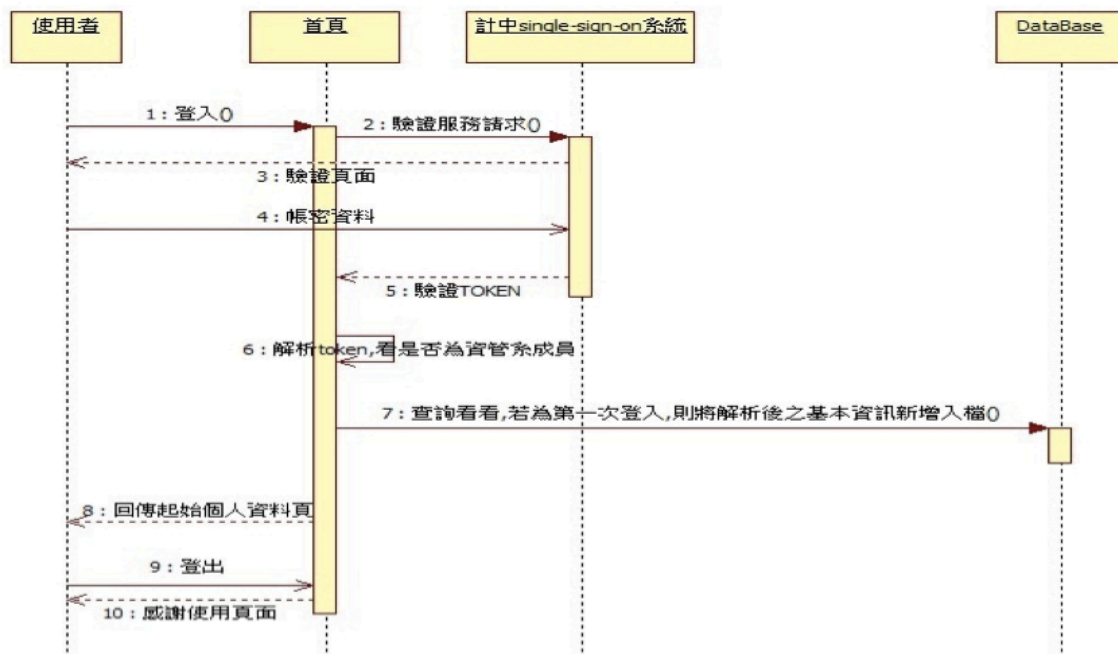 使用者
首頁
計中single-sign-on系統
DataBase
1 : 登入()
2 : 驗證服務請求()
3 : 驗證頁面
4 : 帳密資料
5 : 驗證TOKEN
6 : 解析token,看是否為資管系成員
7 : 查詢看看,若為第一次登入,則將解析後之基本資訊新增入檔()
8 : 回傳起始個人資料頁
9 : 登出
10 : 感謝使用頁面